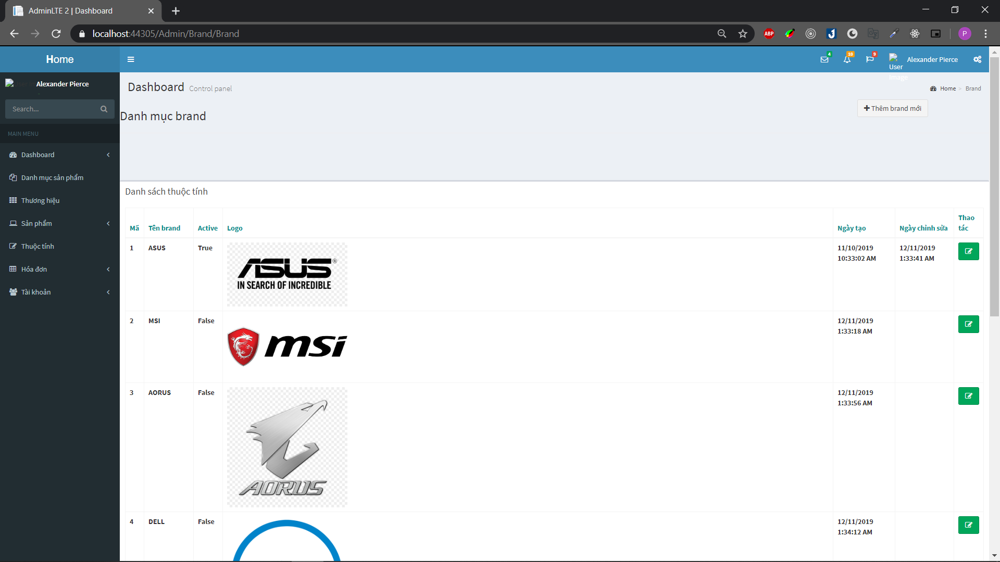 AdminLTE 2 | Dashboard
localhost:44305/Admin/Brand/Brand
ABP
P
Home
4
10
9
User Image
Alexander Pierce
Alexander Pierce
Dashboard Control panel
Home > Brand
Search...
Danh mục brand
Thêm brand mới
MAIN MENU
Dashboard
Danh mục sản phẩm
Thương hiệu
Sản phẩm
Thuộc tính
Hóa đơn
Tài khoản
Danh sách thuộc tính
Mã Tên brand Active Logo Ngày tạo Ngày chỉnh sửa Thao tác
1 ASUS True
ASUS®
IN SEARCH OF INCREDIBLE
11/10/2019 10:33:02 AM
12/11/2019 1:33:41 AM
2 MSI False
msi
12/11/2019 1:33:18 AM
3 AORUS False
AORUS
12/11/2019 1:33:56 AM
4 DELL False
12/11/2019 1:34:12 AM